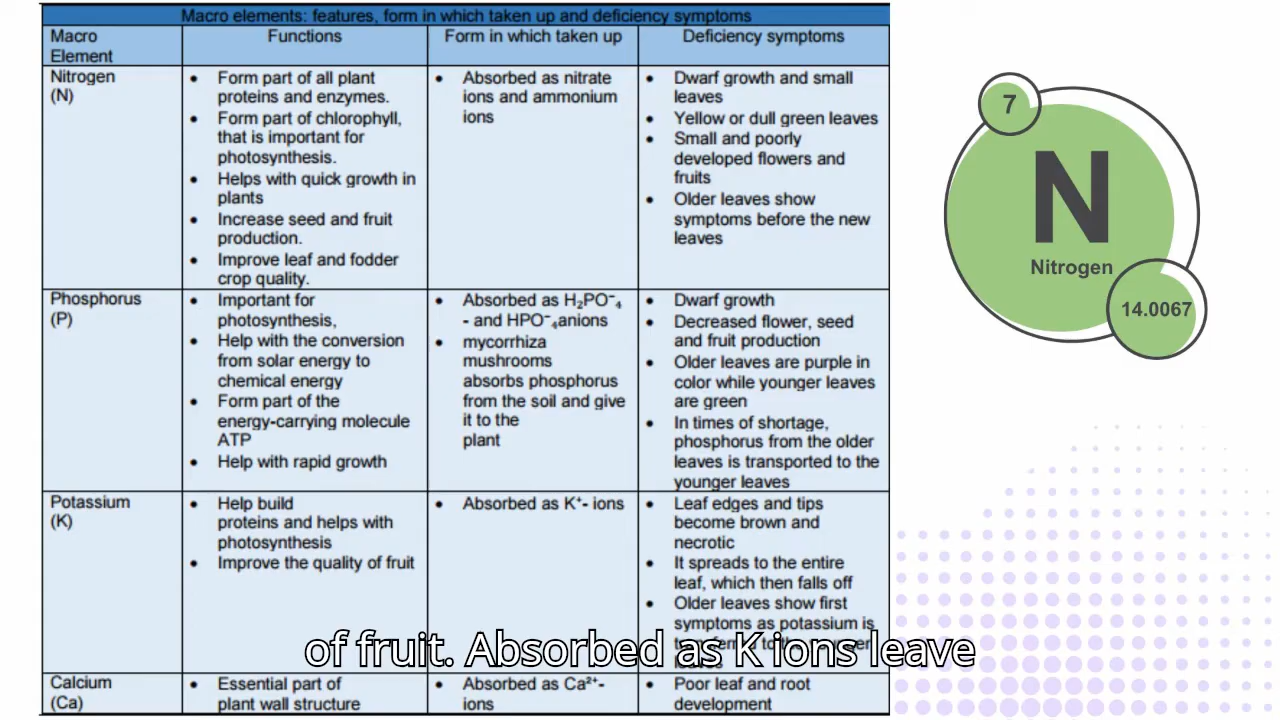 Macro elements: features, form in which taken up and deficiency symptoms
Macro
Element
Functions
Form in which taken up
Deficiency symptoms
Nitrogen
(N)
• Form part of all plant
proteins and enzymes.
• Form part of chlorophyll,
that is important for
photosynthesis.
• Helps with quick growth in
plants
• Increase seed and fruit
production.
• Improve leaf and fodder
crop quality.
• Absorbed as nitrate
ions and ammonium
ions
• Dwarf growth and small
leaves
• Yellow or dull green leaves
• Small and poorly
developed flowers and
fruits
• Older leaves show
symptoms before the new
leaves
Phosphorus
(P)
• Important for
photosynthesis,
• Help with the conversion
from solar energy to
chemical energy
• Form part of the
energy-carrying molecule
ATP
• Help with rapid growth
• Absorbed as H₂PO⁻₄
- and HPO⁻₄anions
• mycorrhiza
mushrooms
absorbs phosphorus
from the soil and give
it to the
plant
• Dwarf growth
• Decreased flower, seed
and fruit production
• Older leaves are purple in
color while younger leaves
are green
• In times of shortage,
phosphorus from the older
leaves is transported to the
younger leaves
Potassium
(K)
• Help build
proteins and helps with
photosynthesis
• Improve the quality of fruit
• Absorbed as K⁺- ions
• Leaf edges and tips
become brown and
necrotic
• It spreads to the entire
leaf, which then falls off
• Older leaves show first
symptoms as potassium is
Calcium
(Ca)
• Essential part of
plant wall structure
• Absorbed as Ca²⁺-
ions
• Poor leaf and root
development
7
N
Nitrogen
14.0067
of fruit. Absorbed as K ions leave